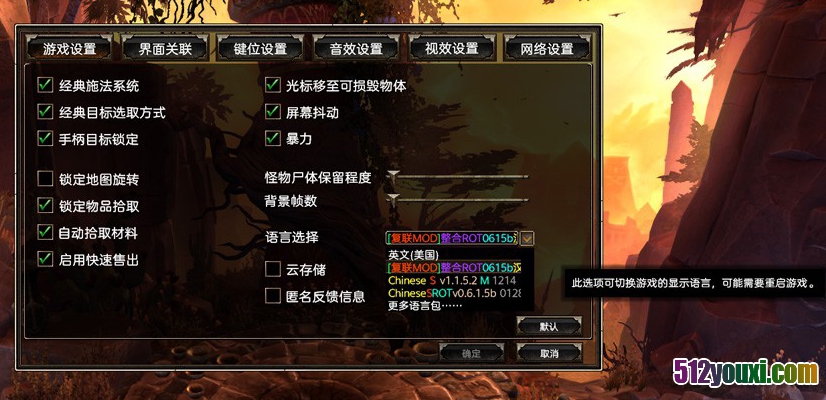 游戏设置 界面关联 键位设置 音效设置 视效设置 网络设置
经典施法系统 光标移至可损毁物体
经典目标选取方式 屏幕抖动
手柄目标锁定 暴力
锁定地图旋转 怪物尸体保留程度
锁定物品拾取 背景帧数
自动拾取材料 语言选择 [复联MOD]整合ROT0615b
启用快速售出 英文(美国)
云存储 [复联MOD]整合ROT0615b汉
Chinese S v1.1.5.2 M 1214
匿名反馈信息 ChineseSROTv0.6.1.5b 0128
更多语言包……
此选项可切换游戏的显示语言，可能需要重启游戏。
默认
确定 取消
512youxi.com